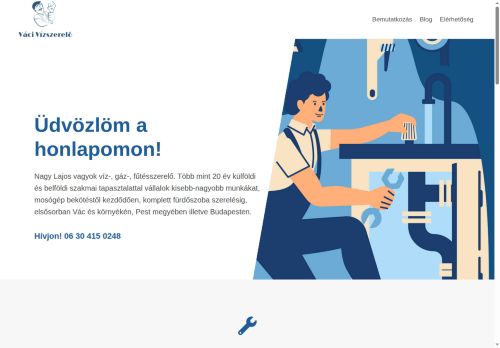 Váci Vízszerelő
Bemutatkozás Blog Elérhetőség
Üdvözlöm a
honlapomon!
Nagy Lajos vagyok víz-, gáz-, fűtésszerelő. Több mint 20 év külföldi
és belföldi szakmai tapasztalattal vállalok kisebb-nagyobb munkákat,
mosógép bekötéstől kezdődően, komplett fürdőszoba szerelésig,
elsősorban Vác és környékén, Pest megyében illetve Budapesten.
Hívjon! 06 30 415 0248